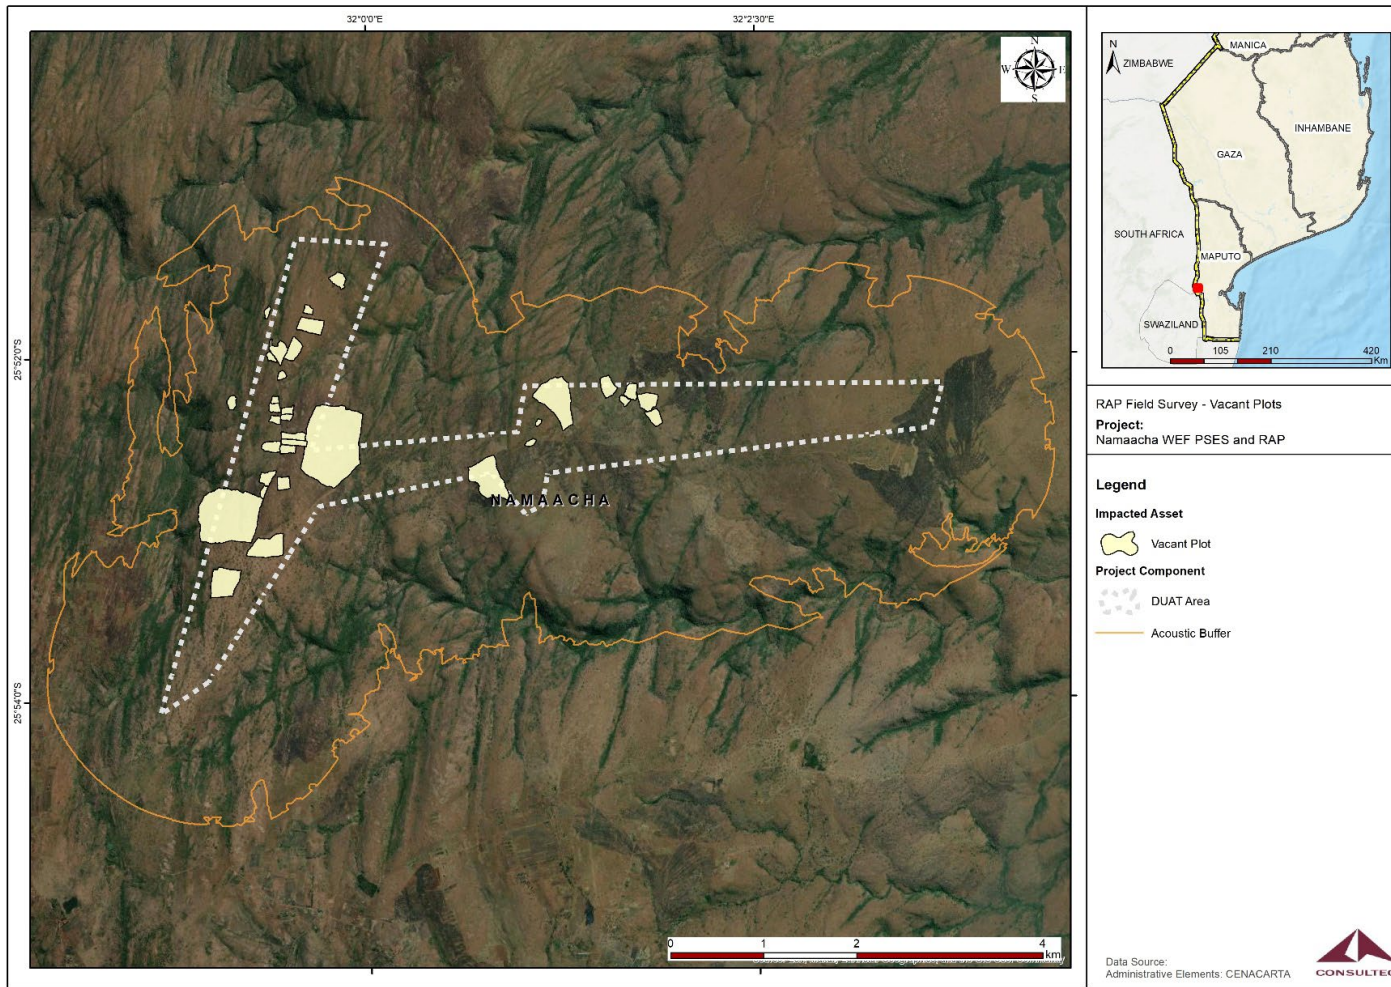 32°0'0"E
32°2'30"E
N
W
E
S
25°52'0"S
25°54'0"S
NAMAACHA
0
1
2
4
km
N
ZIMBABWE
MANICA
INHAMBANE
GAZA
SOUTH AFRICA
MAPUTO
SWAZILAND
0
105
210
420
Km
RAP Field Survey - Vacant Plots
Project:
Namaacha WEF PSES and RAP
Legend
Impacted Asset
Vacant Plot
Project Component
DUAT Area
Acoustic Buffer
Data Source:
Administrative Elements: CENACARTA
CONSULTEC